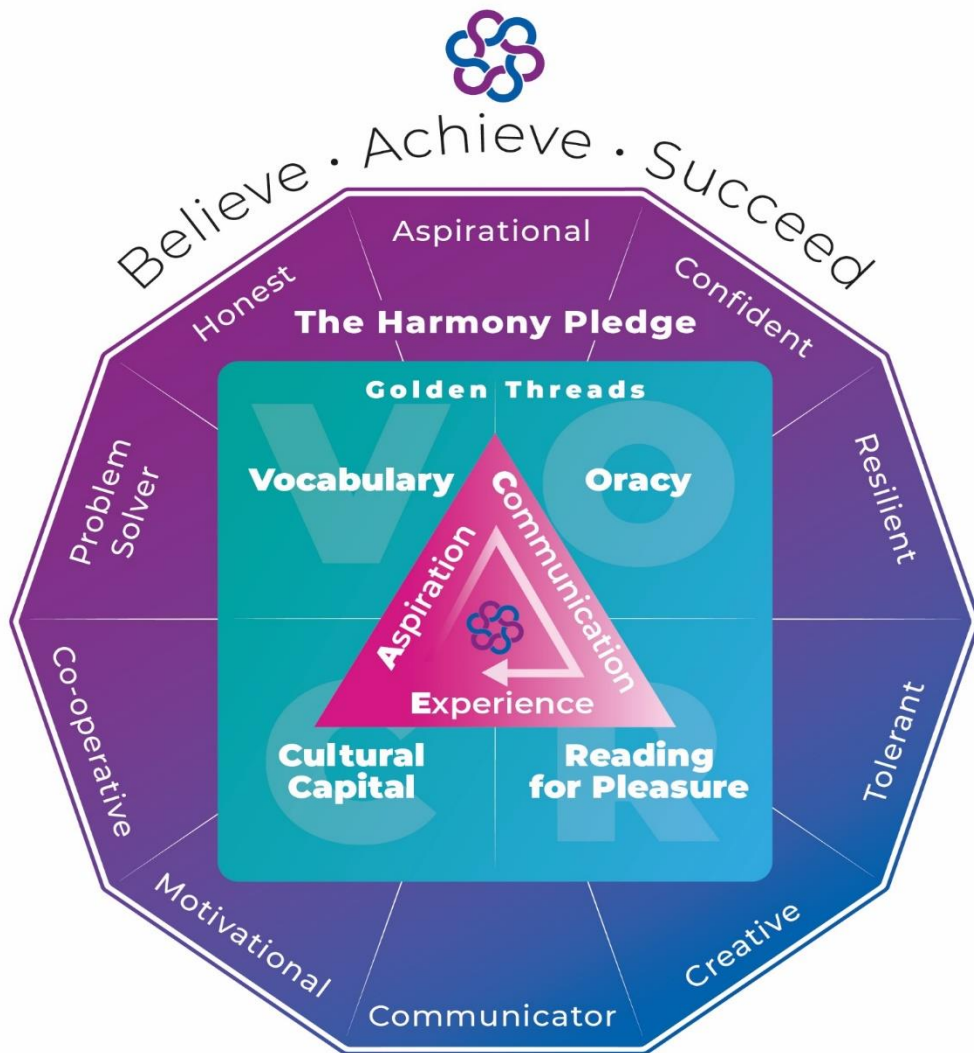 Believe · Achieve · Succeed
Aspirational
Confident
Resilient
Tolerant
Creative
Communicator
Motivational
Co-operative
Problem
Solver
Honest
The Harmony Pledge
Golden Threads
V
Vocabulary
O
Oracy
C
Cultural
Capital
R
Reading
for Pleasure
Aspiration
Communication
Experience